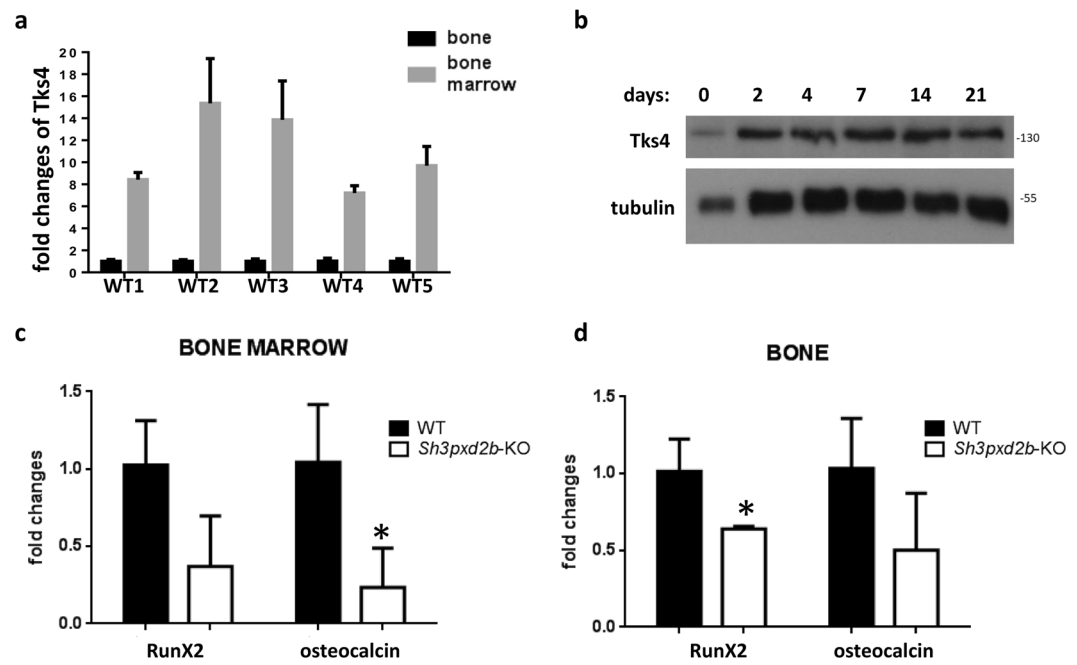 a
bone
bone
marrow
fold changes of Tks4
20
18
16
14
12
10
8
6
4
2
0
WT1 WT2 WT3 WT4 WT5
b
days: 0 2 4 7 14 21
Tks4
-130
tubulin
-55
c
BONE MARROW
WT
Sh3pxd2b-KO
fold changes
1.5
1.0
0.5
0.0
*
RunX2 osteocalcin
d
BONE
WT
Sh3pxd2b-KO
fold changes
1.5
1.0
0.5
0.0
*
RunX2 osteocalcin